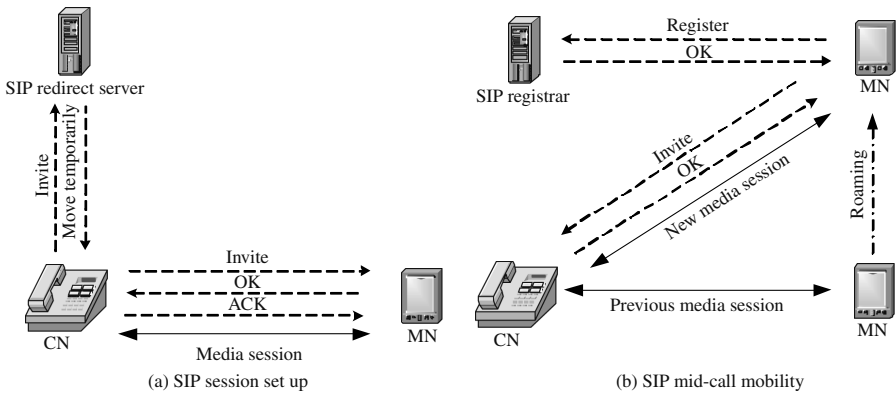 SIP redirect server
Invite
Move temporarily
Invite
OK
ACK
CN
Media session
MN
(a) SIP session set up
Register
OK
SIP registrar
MN
Invite
OK
New media session
Roaming
Previous media session
CN
MN
(b) SIP mid-call mobility